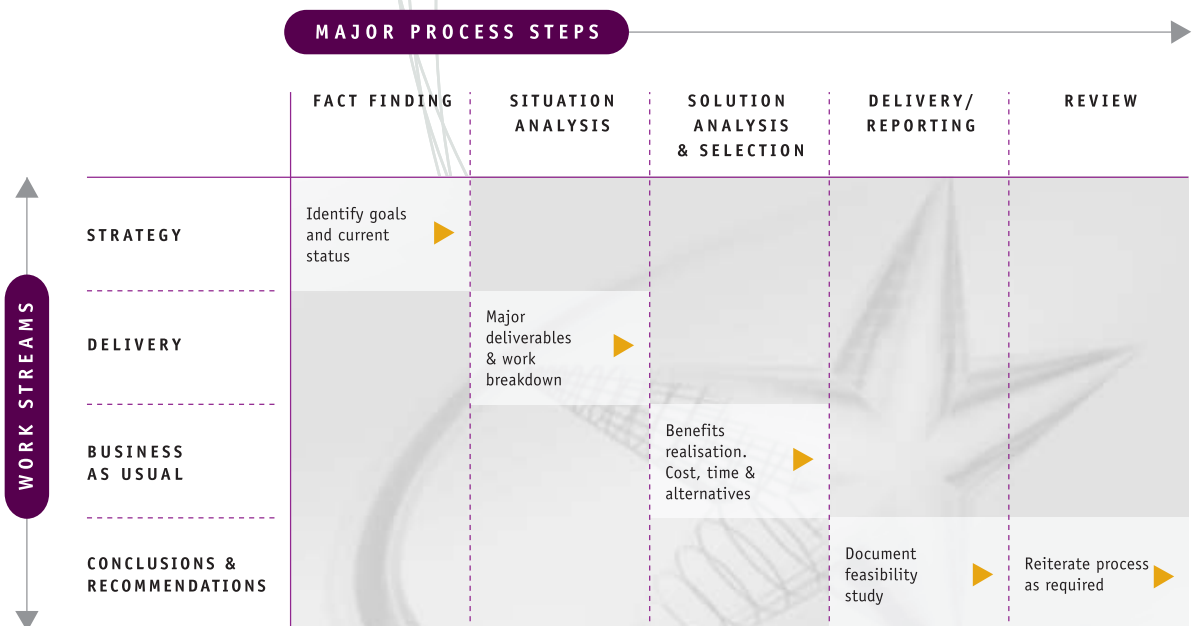 MAJOR PROCESS STEPS
FACT FINDING
SITUATION
ANALYSIS
SOLUTION
ANALYSIS
& SELECTION
DELIVERY/
REPORTING
REVIEW
WORK STREAMS
STRATEGY
Identify goals
and current
status
DELIVERY
Major
deliverables
& work
breakdown
BUSINESS
AS USUAL
Benefits
realisation.
Cost, time &
alternatives
CONCLUSIONS &
RECOMMENDATIONS
Document
feasibility
study
Reiterate process
as required